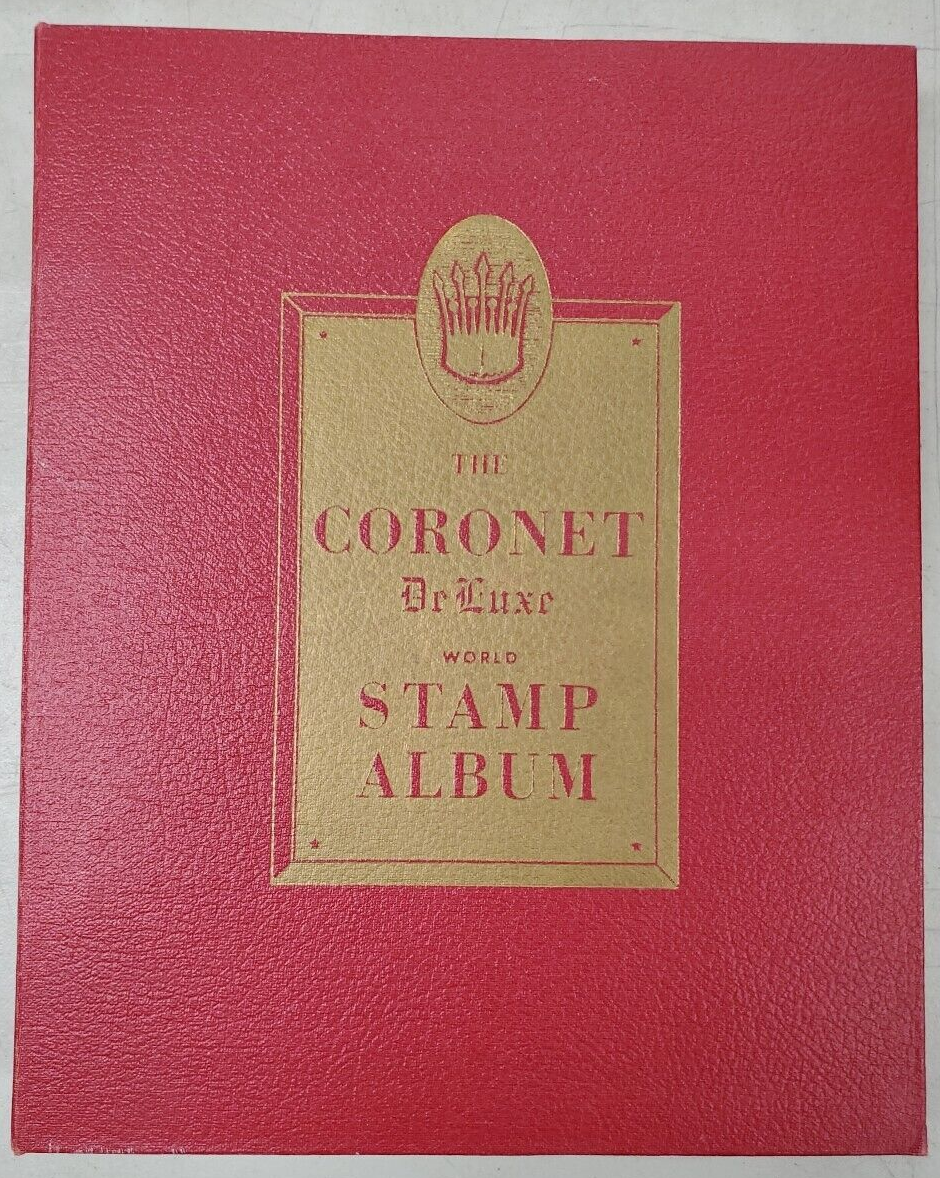 THE
CORONET
De Luxe
WORLD
STAMP
ALBUM